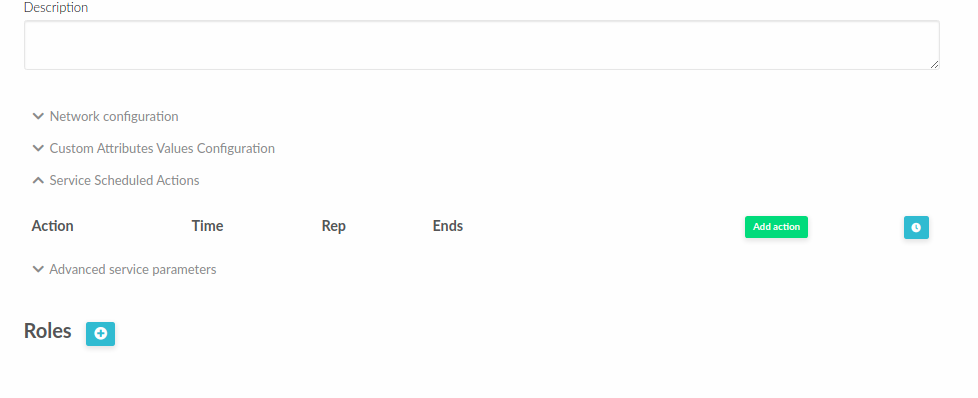 Description
Network configuration
Custom Attributes Values Configuration
Service Scheduled Actions
Action Time Rep Ends Add action
Advanced service parameters
Roles